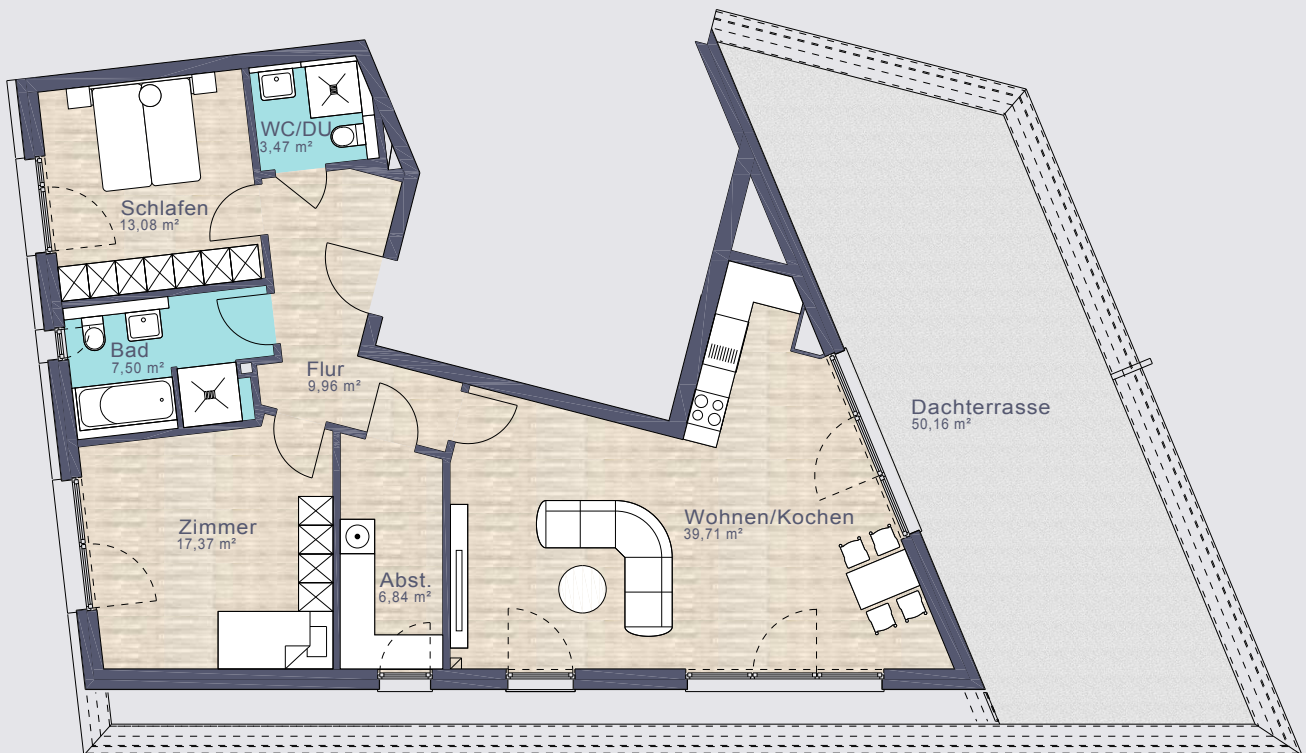 WC/DU
3,47 m²
Schlafen
13,08 m²
Bad
7,50 m²
Flur
9,96 m²
Dachterrasse
50,16 m²
Zimmer
17,37 m²
Wohnen/Kochen
39,71 m²
Abst.
6,84 m²